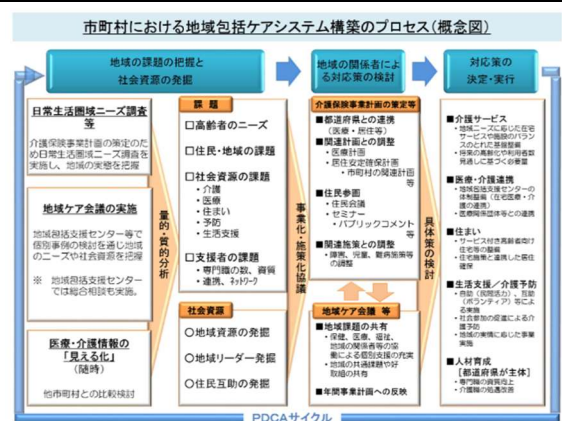 市町村における地域包括ケアシステム構築のプロセス(概念図)
地域の課題の把握と
社会資源の発掘
地域の関係者によ
る対応策の検討
対応策の
決定・実行
日常生活圏域ニーズ調査
等
介護保険事業計画の策定のた
め日常生活圏域ニーズ調査を
実施し、地域の実態を把握
地域ケア会議の実施
地域包括支援センター等で
個別事例の検討を通じ地域
のニーズや社会資源を把握
※ 地域包括支援センター
では総合相談も実施。
医療・介護情報の
「見える化」
(随時)
他市町村との比較検討
量的・質的分析
課題
□高齢者のニーズ
□住民・地域の課題
□社会資源の課題
・介護
・医療
・住まい
・予防
・生活支援
□支援者の課題
・専門職の数、資質
・連携、ネットワーク
社会資源
○地域資源の発掘
○地域リーダー発掘
○住民互助の発掘
事業化・施策化協議
介護保険事業計画の策定等
■都道府県との連携
(医療・居住等)
■関連計画との調整
・医療計画
・居住安定確保計画
・市町村の関連計画
等
■住民参画
・住民会議
・セミナー
・パブリックコメント
等
■関連施策との調整
・障害、児童、難病施策等
の調整
地域ケア会議 等
■地域課題の共有
・保健、医療、福祉、
地域の関係者等の協
働による個別支援の充実
・地域の共通課題や好
取組の共有
■年間事業計画への反映
具体策の検討
■介護サービス
・地域ニーズに応じた在宅
サービスや施設のバランス
のとれた基盤整備
・将来の高齢化や利用者数
見通しに基づく必要量
■医療・介護連携
・地域包括支援センターの
体制整備(在宅医療・介
護の連携)
・医療関係団体等との連携
■住まい
・サービス付き高齢者向け
住宅等の整備
・住宅施策と連携した居住
確保
■生活支援/介護予防
・自助(民間活力)、互助
(ボランティア)等によ
る実施
・社会参加の促進による介
護予防
・地域の実情に応じた事業
実施
■人材育成
[都道府県が主体]
・専門職の資質向上
・介護職の処遇改善
PDCAサイクル